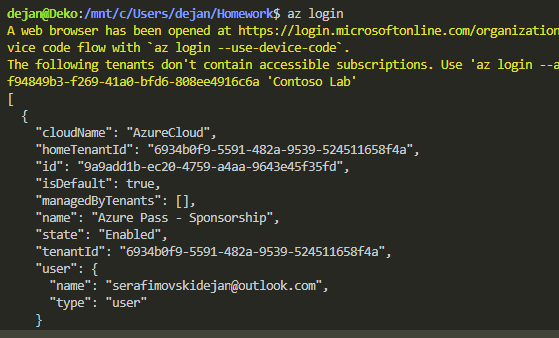 dejan@Deko:/mnt/c/Users/dejan/Homework$ az login
A web browser has been opened at https://login.microsoftonline.com/organization
vice code flow with `az login --use-device-code`.
The following tenants don't contain accessible subscriptions. Use 'az login --a
f94849b3-f269-41a0-bfd6-808ee4916c6a 'Contoso Lab'
[
  {
    "cloudName": "AzureCloud",
    "homeTenantId": "6934b0f9-5591-482a-9539-524511658f4a",
    "id": "9a9add1b-ec20-4759-a4aa-9643e45f35fd",
    "isDefault": true,
    "managedByTenants": [],
    "name": "Azure Pass - Sponsorship",
    "state": "Enabled",
    "tenantId": "6934b0f9-5591-482a-9539-524511658f4a",
    "user": {
      "name": "serafimovskidejan@outlook.com",
      "type": "user"
    }